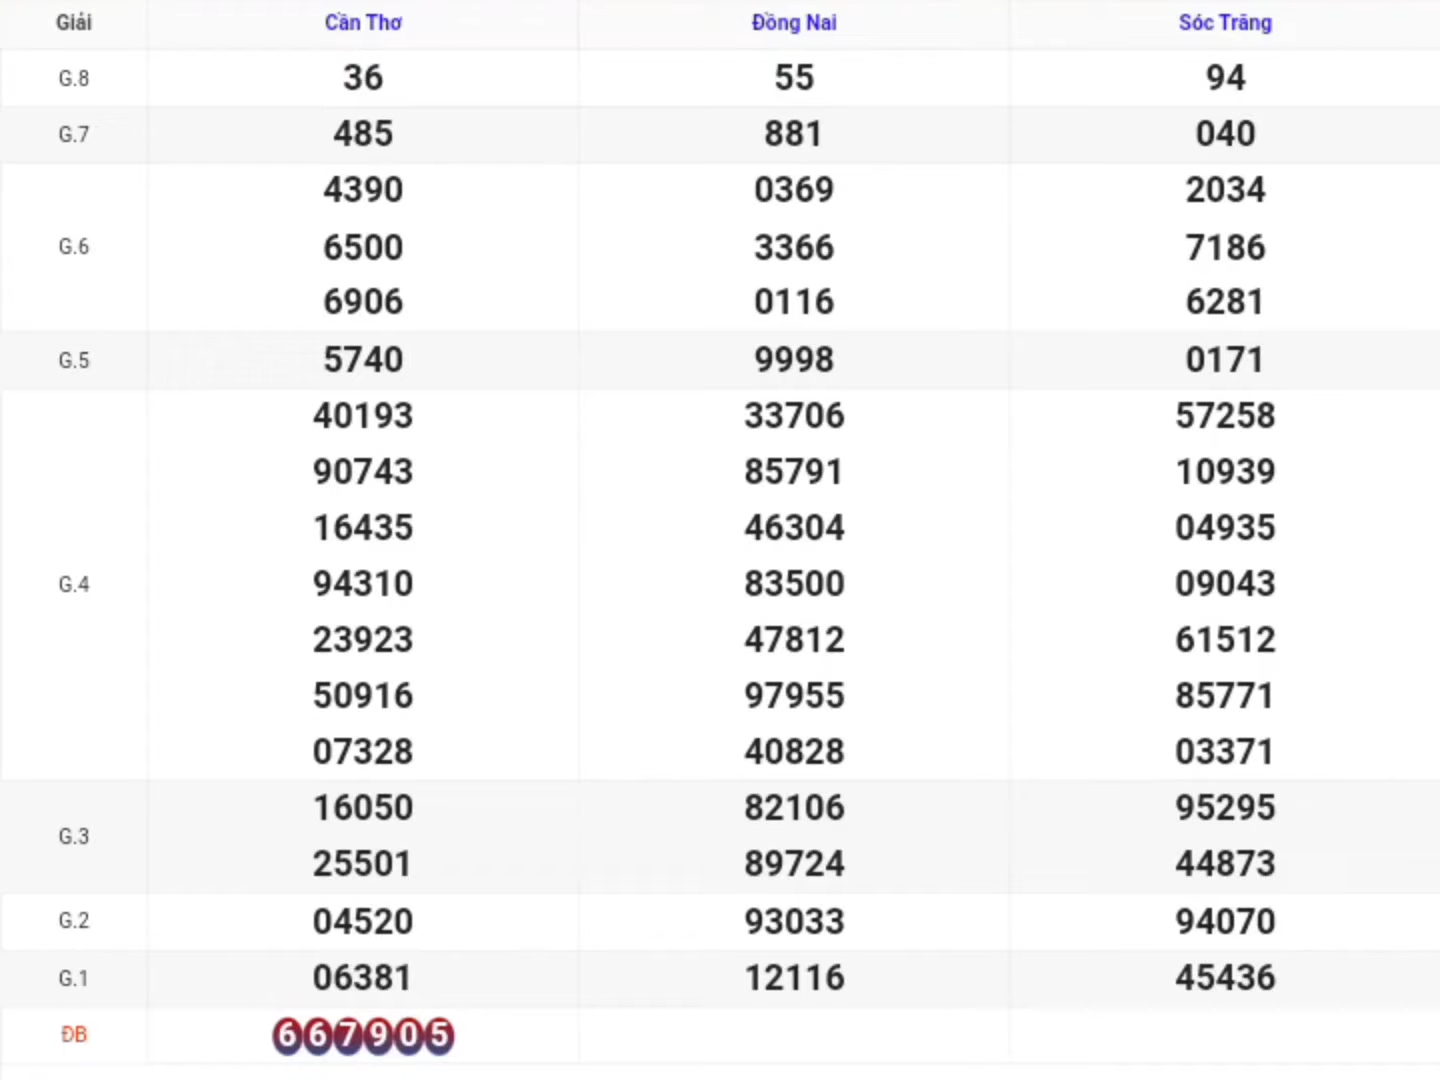 Giải Cần Thơ Đồng Nai Sóc Trăng
G.8 36 55 94
G.7 485 881 040
4390 0369 2034
G.6 6500 3366 7186
6906 0116 6281
G.5 5740 9998 0171
40193 33706 57258
90743 85791 10939
16435 46304 04935
G.4 94310 83500 09043
23923 47812 61512
50916 97955 85771
07328 40828 03371
G.3 16050 82106 95295
25501 89724 44873
G.2 04520 93033 94070
G.1 06381 12116 45436
ĐB 667905